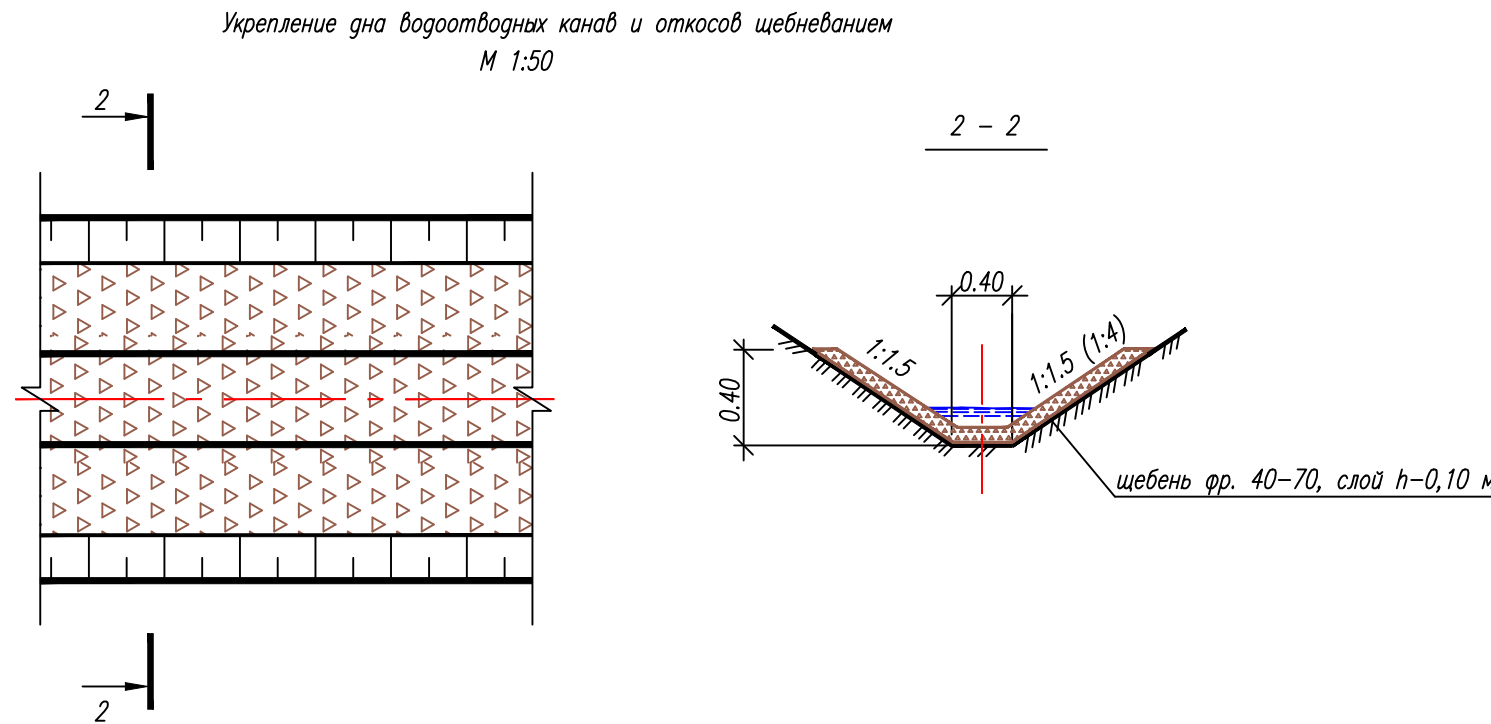 Укрепление дна водоотводных канав и откосов щебневанием
М 1:50
2
2 - 2
0.40
1:1.5
1:1.5 (1:4)
0.40
щебень фр. 40-70, слой h-0,10 м
2